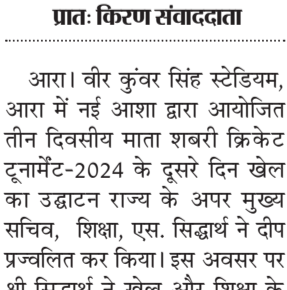 प्रातः किरण संवाददाता
आरा। वीर कुंवर सिंह स्टेडियम,
आरा में नई आशा द्वारा आयोजित
तीन दिवसीय माता शबरी क्रिकेट
टूनामेंट-2024 के दूसरे दिन खेल
का उद्घाटन राज्य के अपर मुख्य
सचिव, शिक्षा, एस. सिद्धार्थ ने दीप
प्रज्वलित कर किया। इस अवसर पर
श्री सिद्धार्थ ने खेल और शिक्षा के